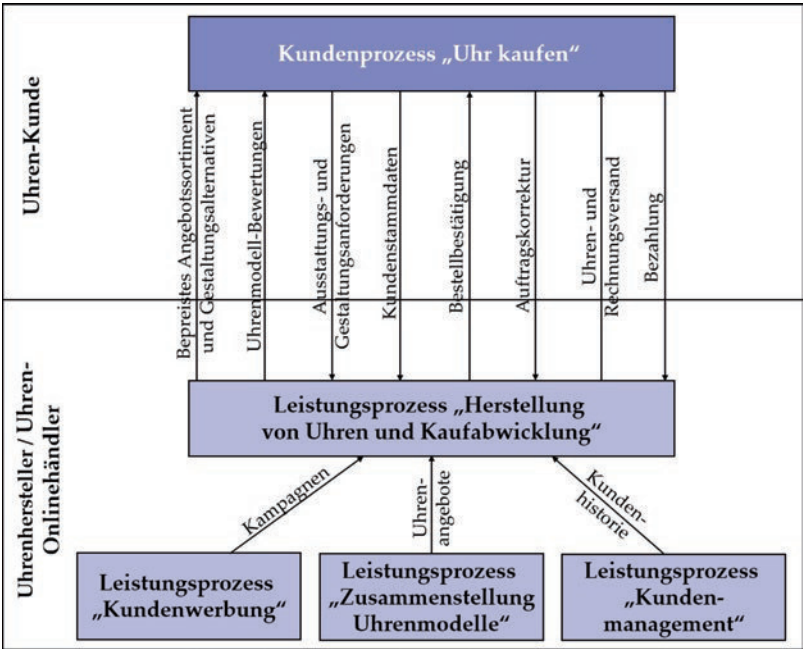 Uhren-Kunde
Kundenprozess „Uhr kaufen“
Bepreistes Angebotssortiment
und Gestaltungsalternativen
Uhrenmodell-Bewertungen
Ausstattungs- und
Gestaltungsanforderungen
Kundenstammdaten
Bestellbestätigung
Auftragskorrektur
Uhren- und
Rechnungsversand
Bezahlung
Uhrenhersteller / Uhren-
Onlinehändler
Leistungsprozess „Herstellung
von Uhren und Kaufabwicklung“
Kampagnen
Uhren-
angebote
Kunden-
historie
Leistungsprozess
„Kundenwerbung“
Leistungsprozess
„Zusammenstellung
Uhrenmodelle“
Leistungsprozess
„Kunden-
management“